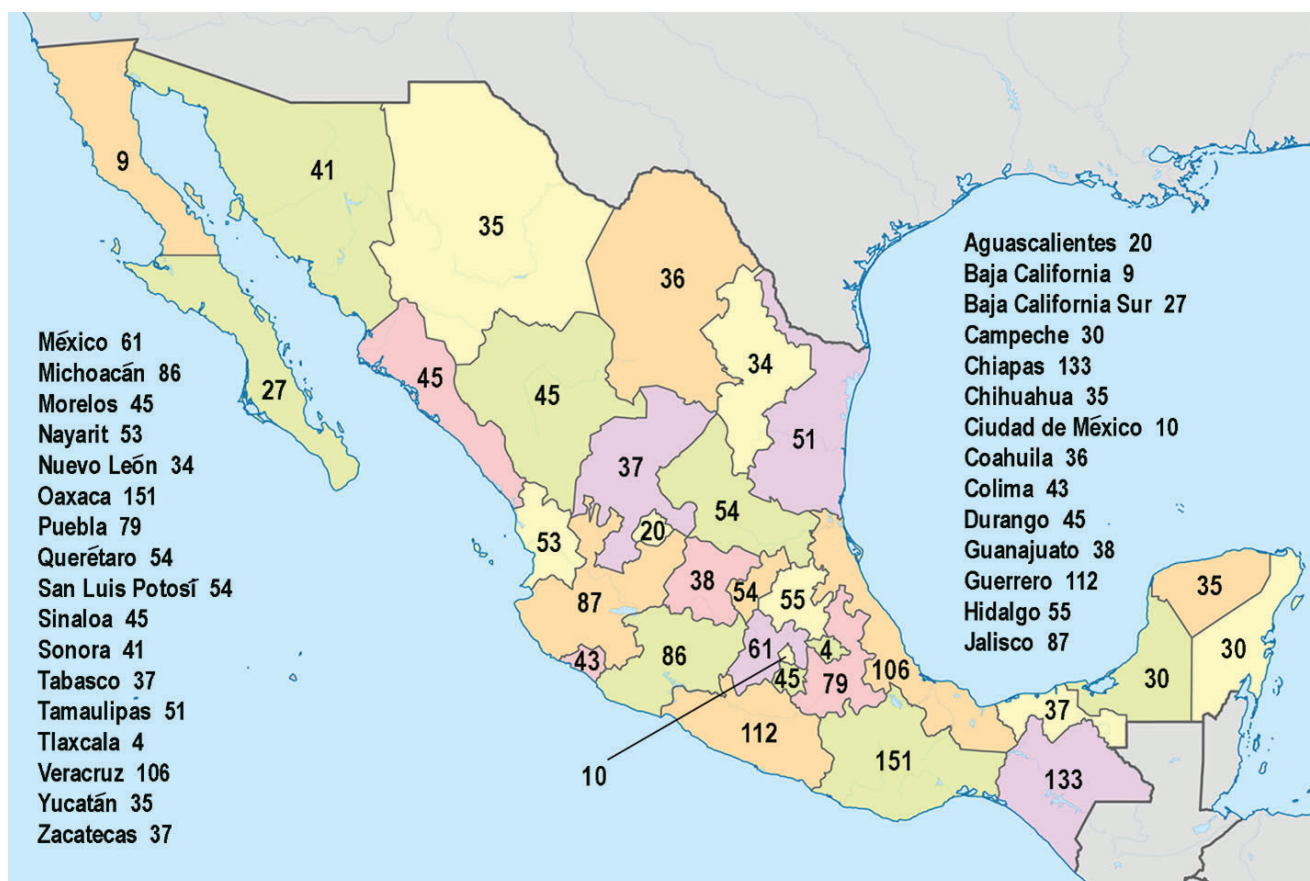 9
41
35
36
27
45
45
34
51
37
54
53
20
87
38
54
55
43
86
61
4
45
79
106
10
112
151
37
133
30
35
30
México 61
Michoacán 86
Morelos 45
Nayarit 53
Nuevo León 34
Oaxaca 151
Puebla 79
Querétaro 54
San Luis Potosí 54
Sinaloa 45
Sonora 41
Tabasco 37
Tamaulipas 51
Tlaxcala 4
Veracruz 106
Yucatán 35
Zacatecas 37
Aguascalientes 20
Baja California 9
Baja California Sur 27
Campeche 30
Chiapas 133
Chihuahua 35
Ciudad de México 10
Coahuila 36
Colima 43
Durango 45
Guanajuato 38
Guerrero 112
Hidalgo 55
Jalisco 87